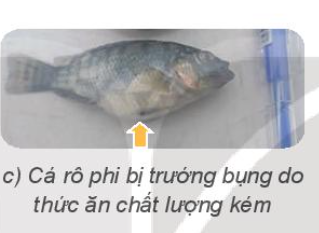 c) Cá rô phi bị trướng bụng do
thức ăn chất lượng kém